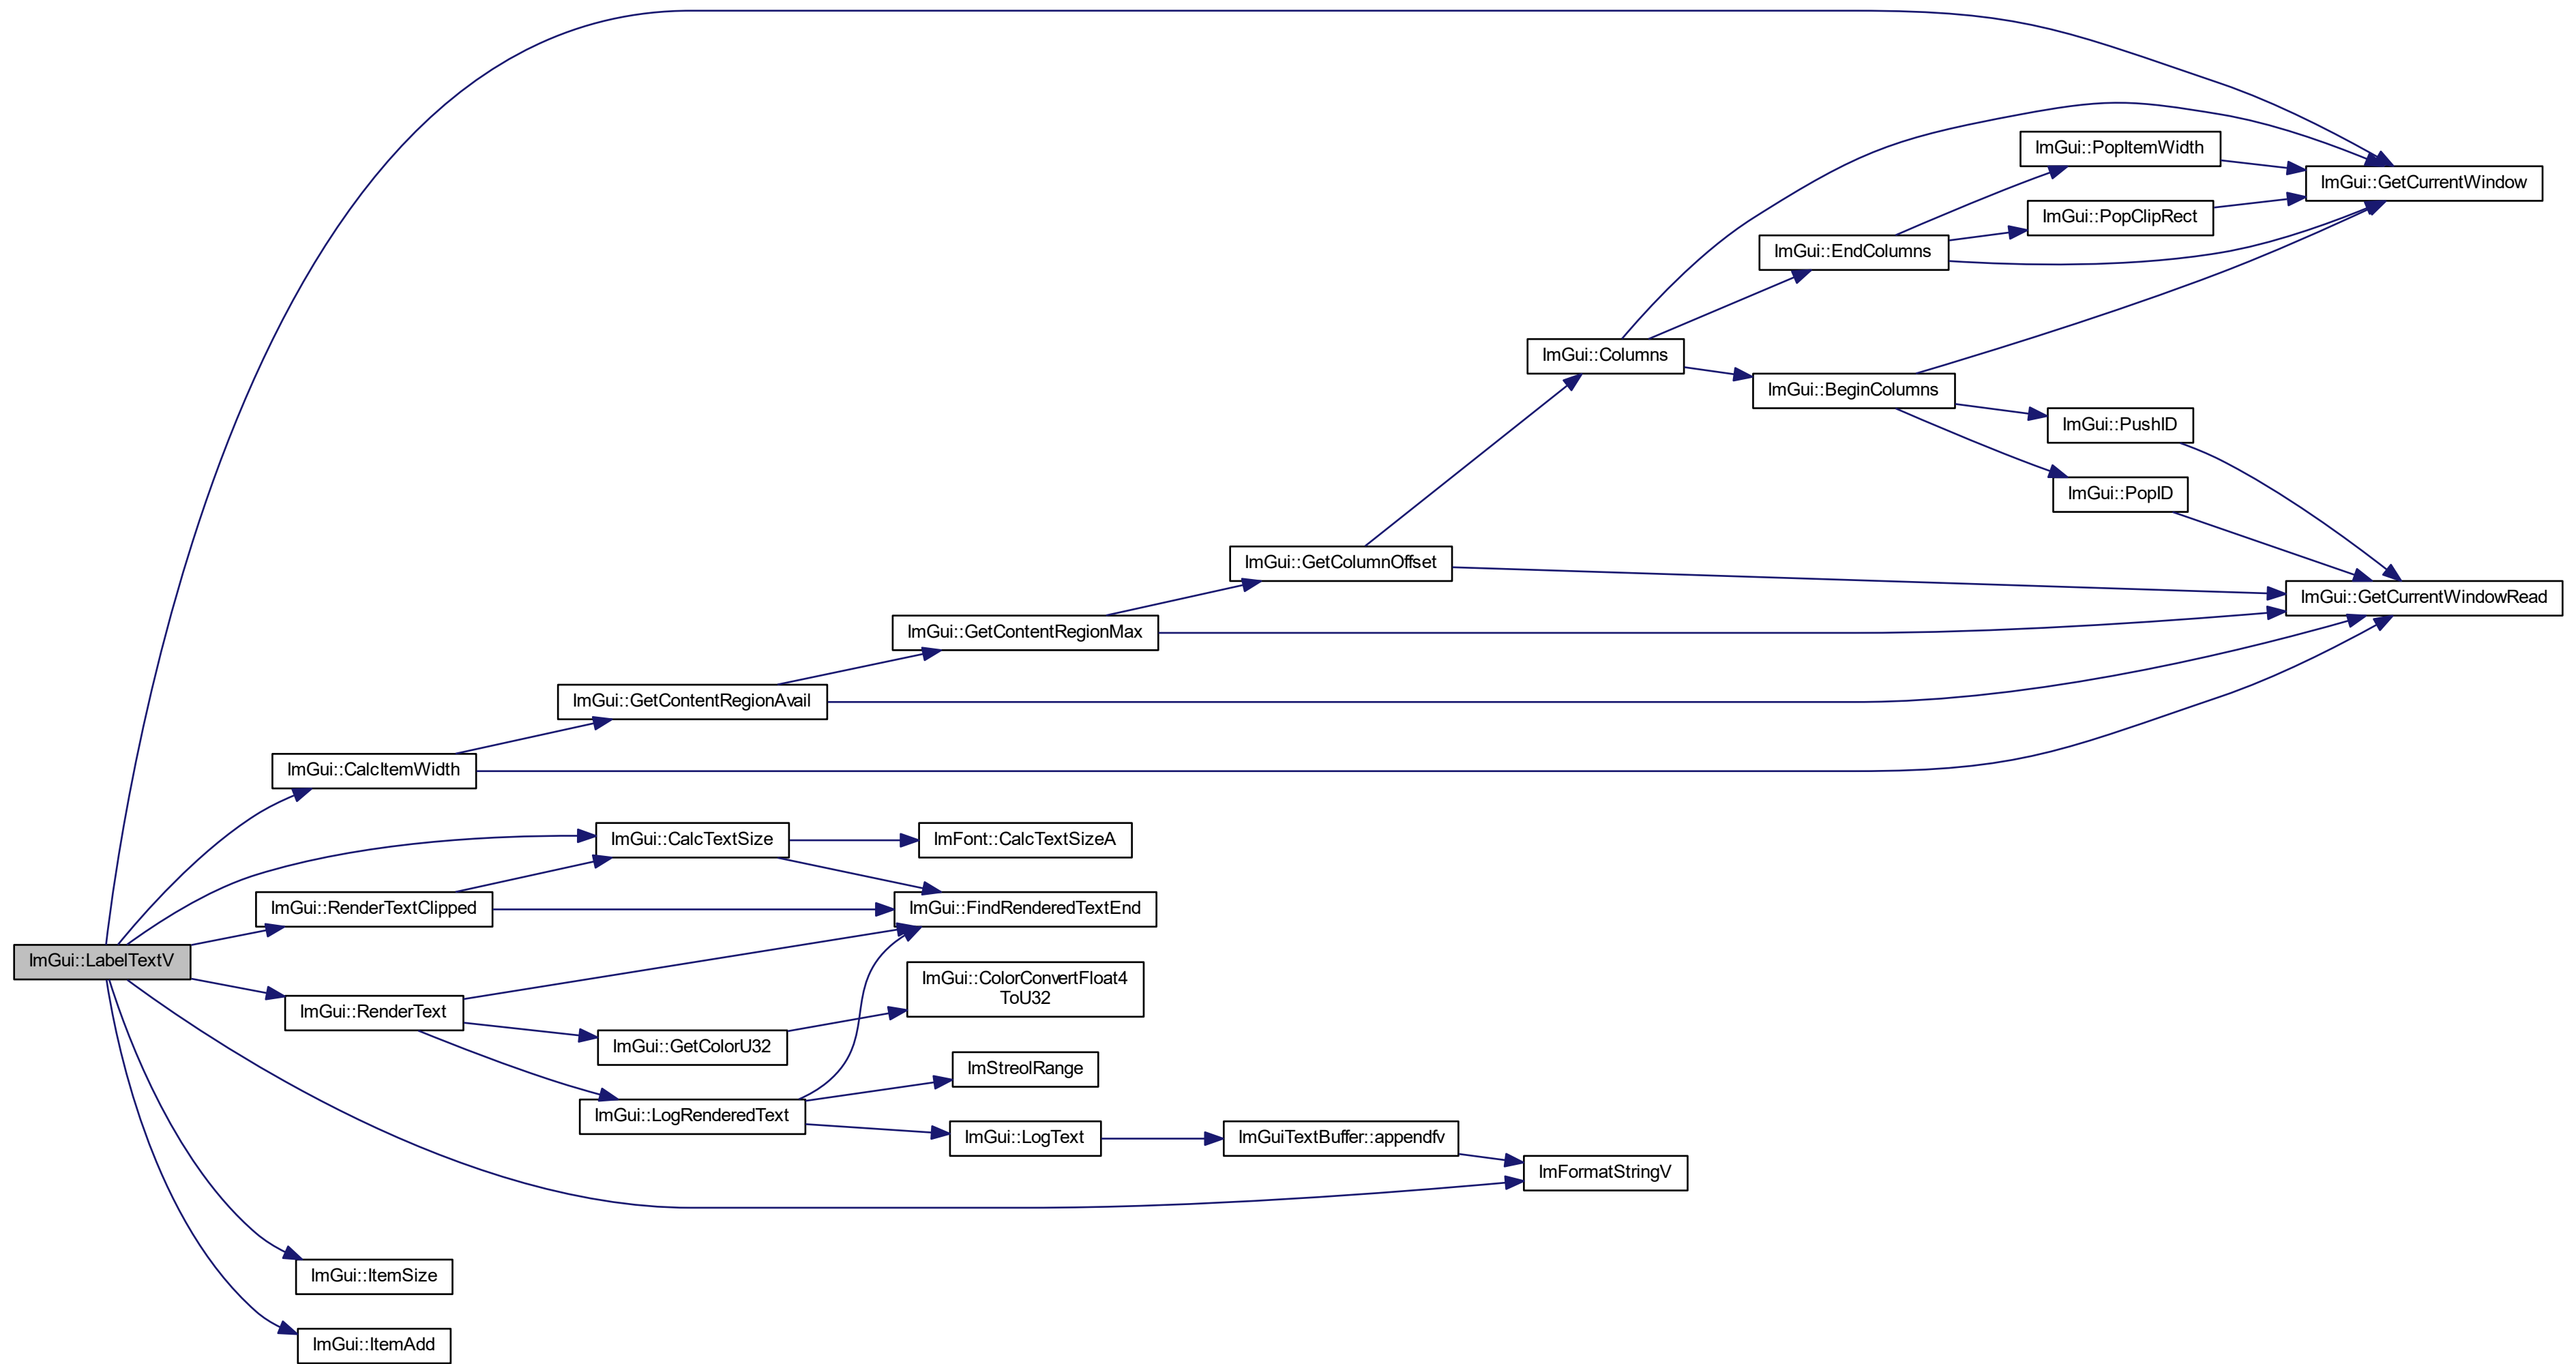 ImGui::PopItemWidth
ImGui::GetCurrentWindow
ImGui::PopClipRect
ImGui::EndColumns
ImGui::Columns
ImGui::BeginColumns
ImGui::PushID
ImGui::PopID
ImGui::GetColumnOffset
ImGui::GetCurrentWindowRead
ImGui::GetContentRegionMax
ImGui::GetContentRegionAvail
ImGui::CalcItemWidth
ImGui::CalcTextSize
ImFont::CalcTextSizeA
ImGui::RenderTextClipped
ImGui::FindRenderedTextEnd
ImGui::LabelTextV
ImGui::ColorConvertFloat4
ToU32
ImGui::RenderText
ImGui::GetColorU32
ImStreolRange
ImGui::LogRenderedText
ImGui::LogText
ImGuiTextBuffer::appendfv
ImFormatStringV
ImGui::ItemSize
ImGui::ItemAdd